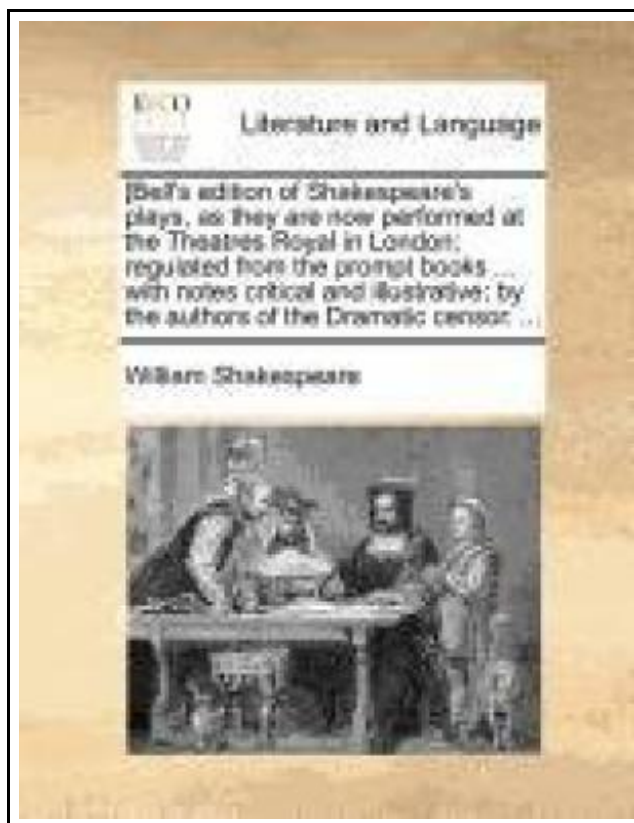 ECCO
Literature and Language
[Bell's edition of Shakespeare's
plays, as they are now performed at
the Theatres Royal in London;
regulated from the prompt books ...
with notes critical and illustrative; by
the authors of the Dramatic censor. ...
William Shakespeare